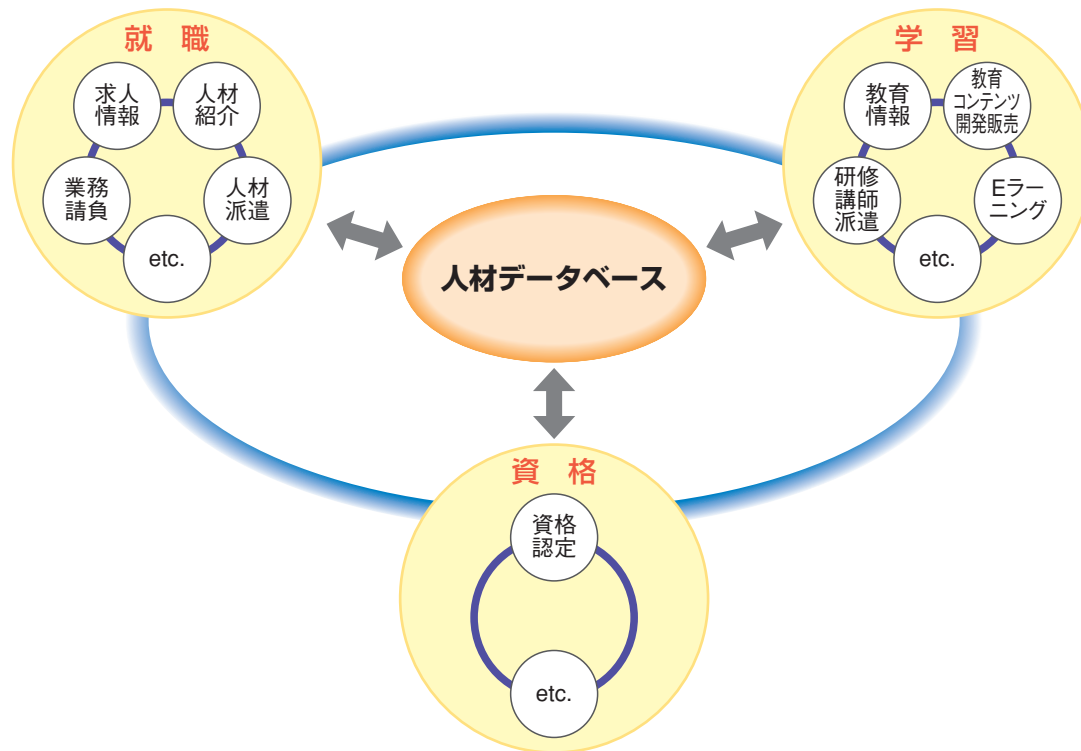 就 職
求人
情報
人材
紹介
業務
請負
人材
派遣
etc.
学 習
教育
情報
教育
コンテンツ
開発販売
研修
講師
派遣
Eラー
ニング
etc.
人材データベース
資 格
資格
認定
etc.